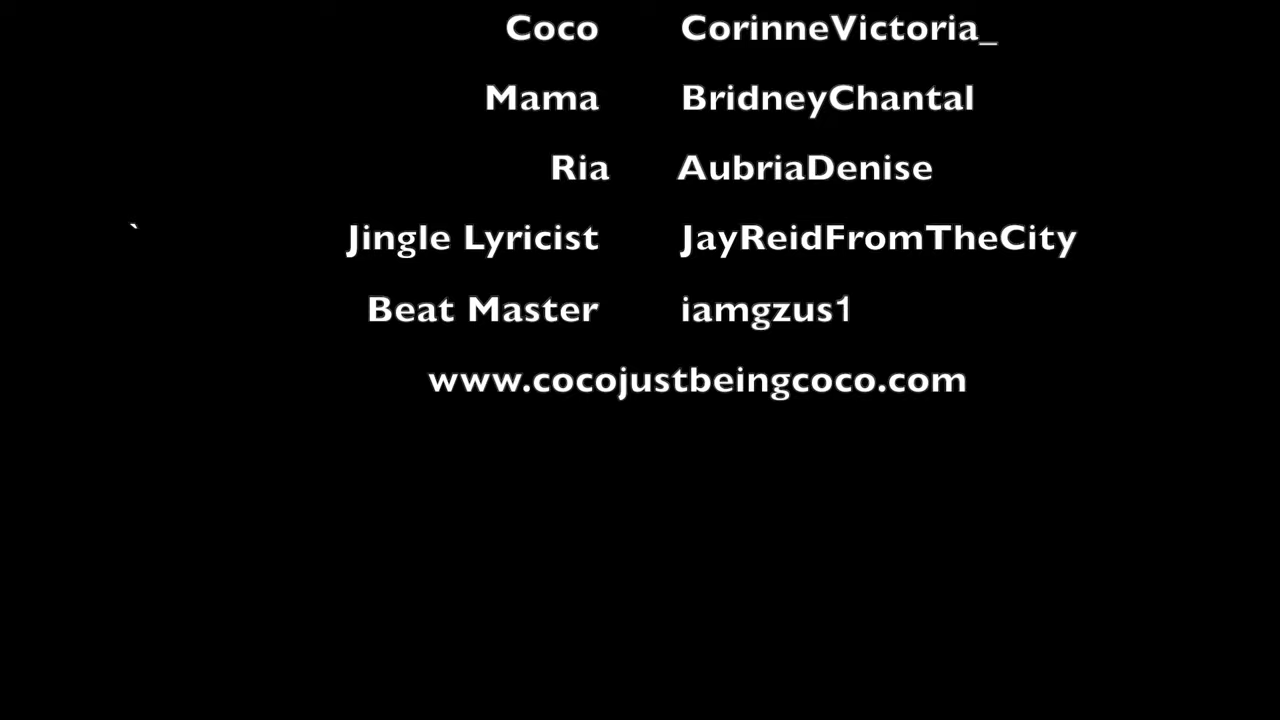 Coco CorinneVictoria_
Mama BridneyChantal
Ria AubriaDenise
` Jingle Lyricist JayReidFromTheCity
Beat Master iamgzus1
www.cocojustbeingcoco.com